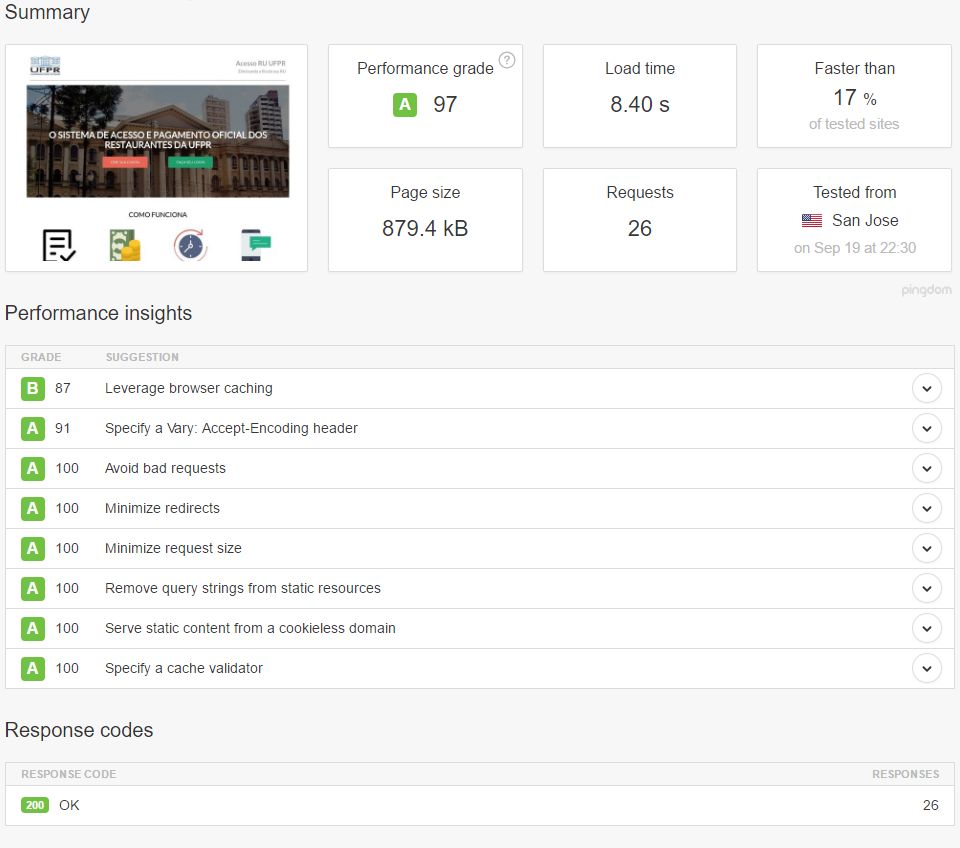 Summary
UFPR
Acesso RU UFPR
O SISTEMA DE ACESSO E PAGAMENTO OFICIAL DOS
RESTAURANTES DA UFPR
COMO FUNCIONA
Performance grade
?
A 97
Load time
8.40 s
Faster than
17 %
of tested sites
Page size
879.4 kB
Requests
26
Tested from
San Jose
on Sep 19 at 22:30
pingdom
Performance insights
GRADE SUGGESTION
B 87 Leverage browser caching
A 91 Specify a Vary: Accept-Encoding header
A 100 Avoid bad requests
A 100 Minimize redirects
A 100 Minimize request size
A 100 Remove query strings from static resources
A 100 Serve static content from a cookieless domain
A 100 Specify a cache validator
Response codes
RESPONSE CODE RESPONSES
200 OK 26